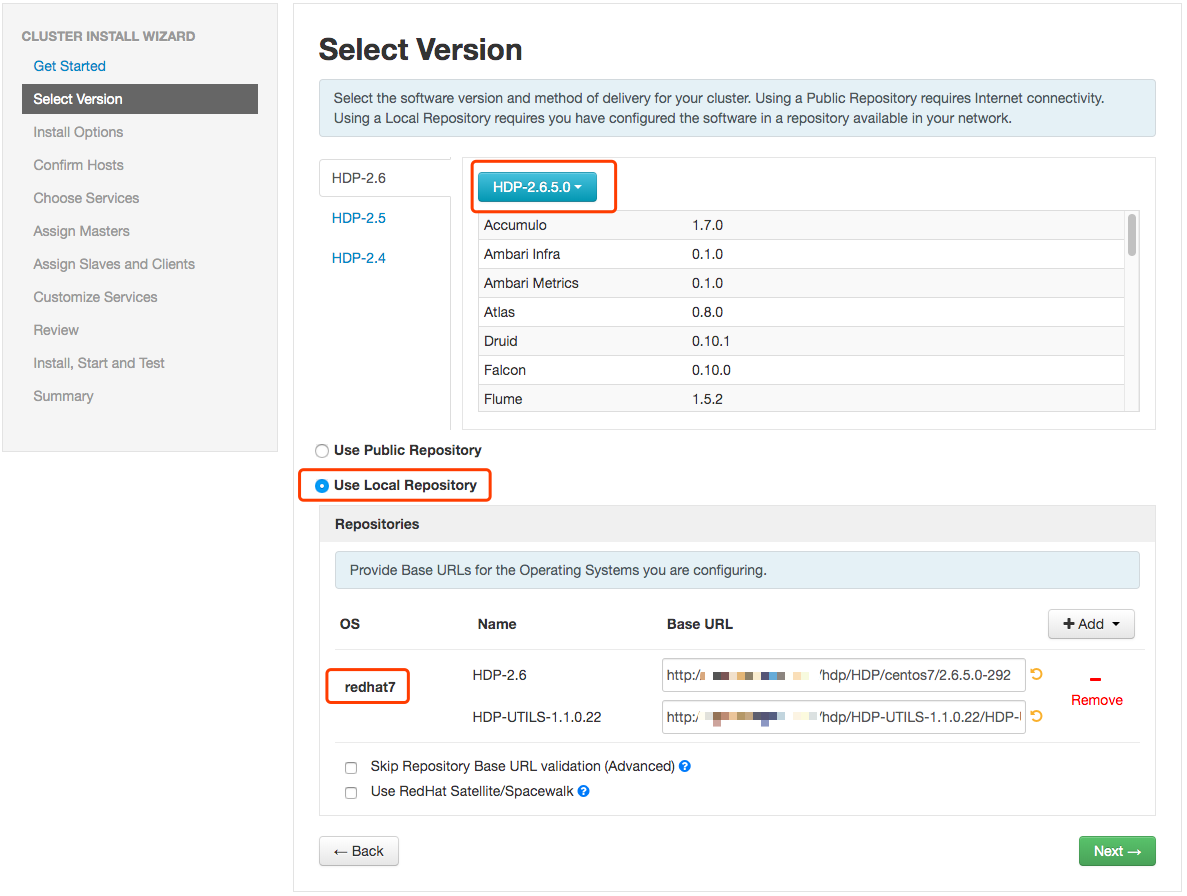 CLUSTER INSTALL WIZARD
Get Started
Select Version
Install Options
Confirm Hosts
Choose Services
Assign Masters
Assign Slaves and Clients
Customize Services
Review
Install, Start and Test
Summary
Select Version
Select the software version and method of delivery for your cluster. Using a Public Repository requires Internet connectivity.
Using a Local Repository requires you have configured the software in a repository available in your network.
HDP-2.6
HDP-2.5
HDP-2.4
HDP-2.6.5.0
Accumulo 1.7.0
Ambari Infra 0.1.0
Ambari Metrics 0.1.0
Atlas 0.8.0
Druid 0.10.1
Falcon 0.10.0
Flume 1.5.2
Use Public Repository
Use Local Repository
Repositories
Provide Base URLs for the Operating Systems you are configuring.
OS Name Base URL + Add
redhat7
HDP-2.6 http:/ /hdp/HDP/centos7/2.6.5.0-292
HDP-UTILS-1.1.0.22 http:/ /hdp/HDP-UTILS-1.1.0.22/HDP-
Remove
Skip Repository Base URL validation (Advanced) ?
Use RedHat Satellite/Spacewalk ?
← Back
Next →